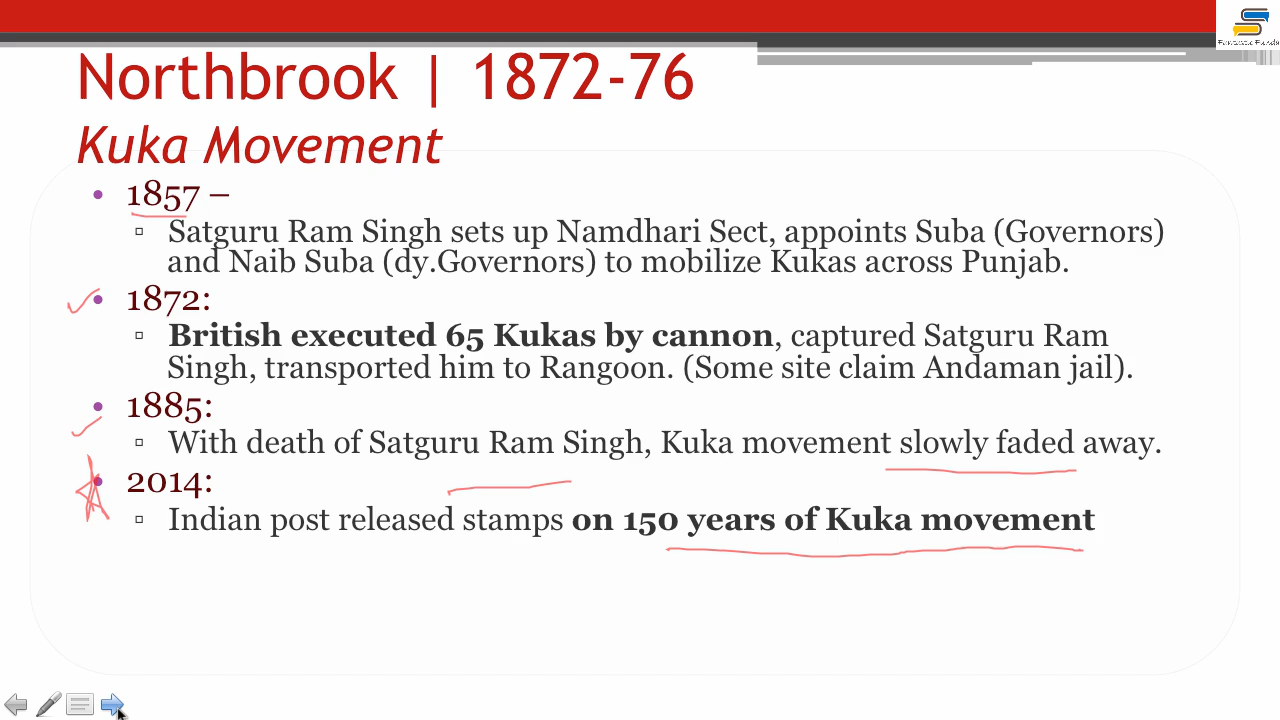 Northbrook | 1872-76
Kuka Movement
• 1857 –
▫ Satguru Ram Singh sets up Namdhari Sect, appoints Suba (Governors)
and Naib Suba (dy.Governors) to mobilize Kukas across Punjab.
• 1872:
▫ British executed 65 Kukas by cannon, captured Satguru Ram
Singh, transported him to Rangoon. (Some site claim Andaman jail).
• 1885:
▫ With death of Satguru Ram Singh, Kuka movement slowly faded away.
• 2014:
▫ Indian post released stamps on 150 years of Kuka movement